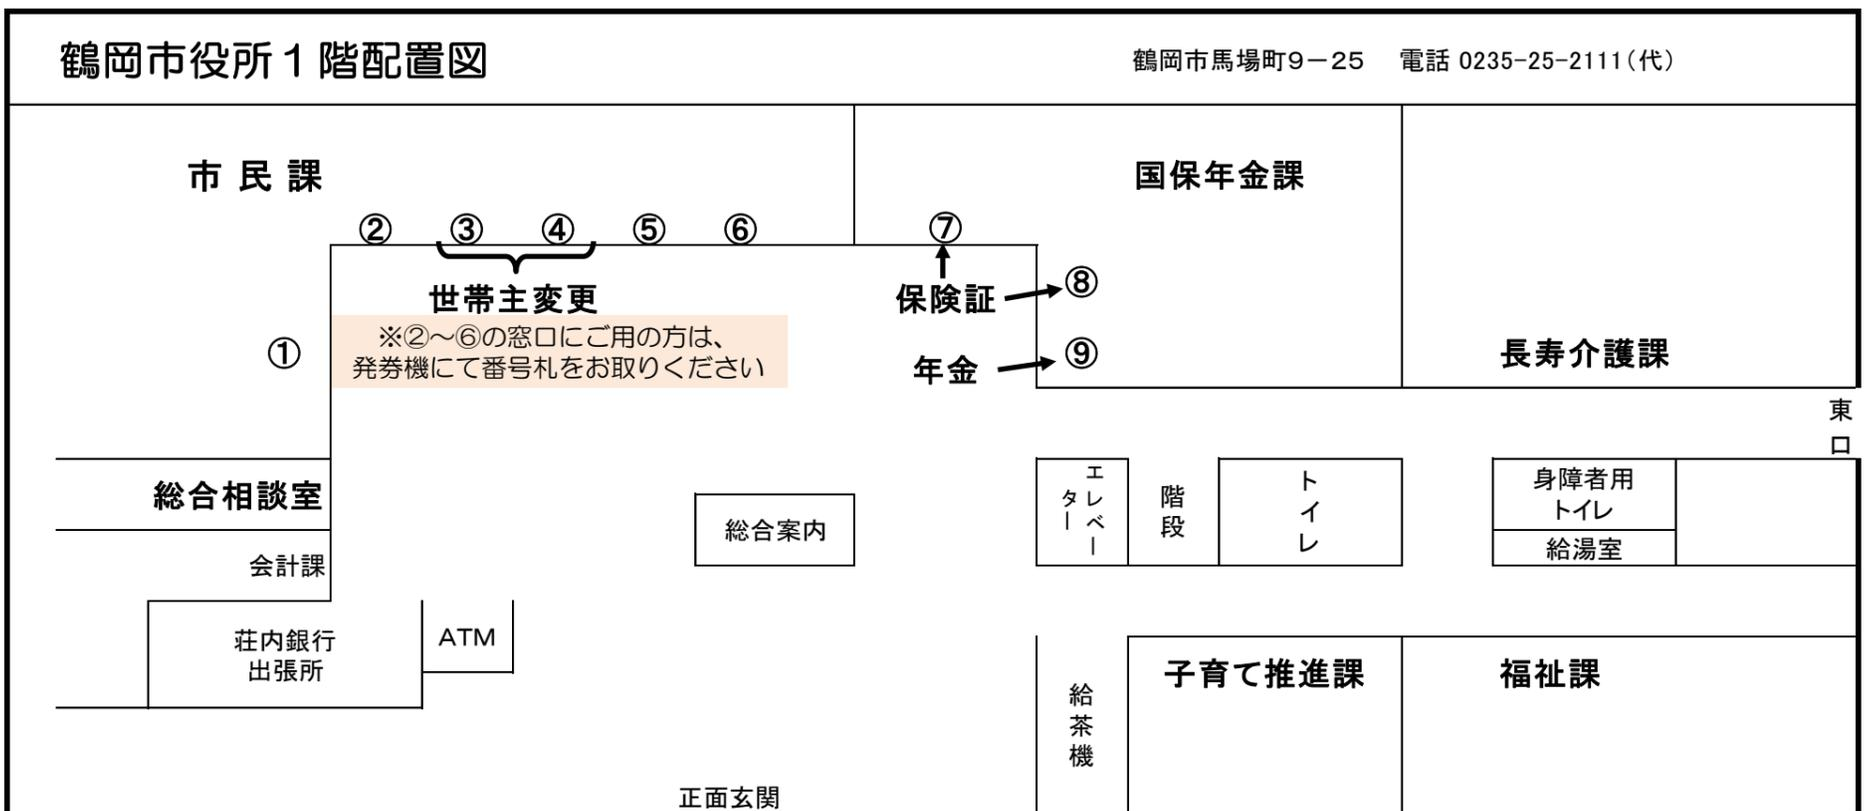 鶴岡市役所１階配置図
鶴岡市馬場町9－25　電話 0235-25-2111（代）
市民課
国保年金課
②　③　④　⑤　⑥　⑦
⑧
世帯主変更
保険証
※②～⑥の窓口にご用の方は、
発券機にて番号札をお取りください
①
年金
⑨
長寿介護課
東口
総合相談室
総合案内
エレベーター
階段
トイレ
身障者用
トイレ
給湯室
会計課
荘内銀行
出張所
ATM
子育て推進課
福祉課
給茶機
正面玄関